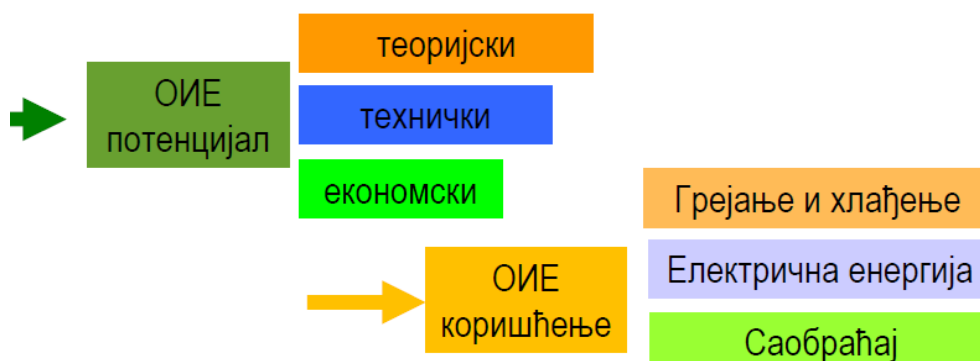 ОИЕ
потенцијал
теоријски
технички
економски
ОИЕ
коришћење
Грејање и хлађење
Електрична енергија
Саобраћај